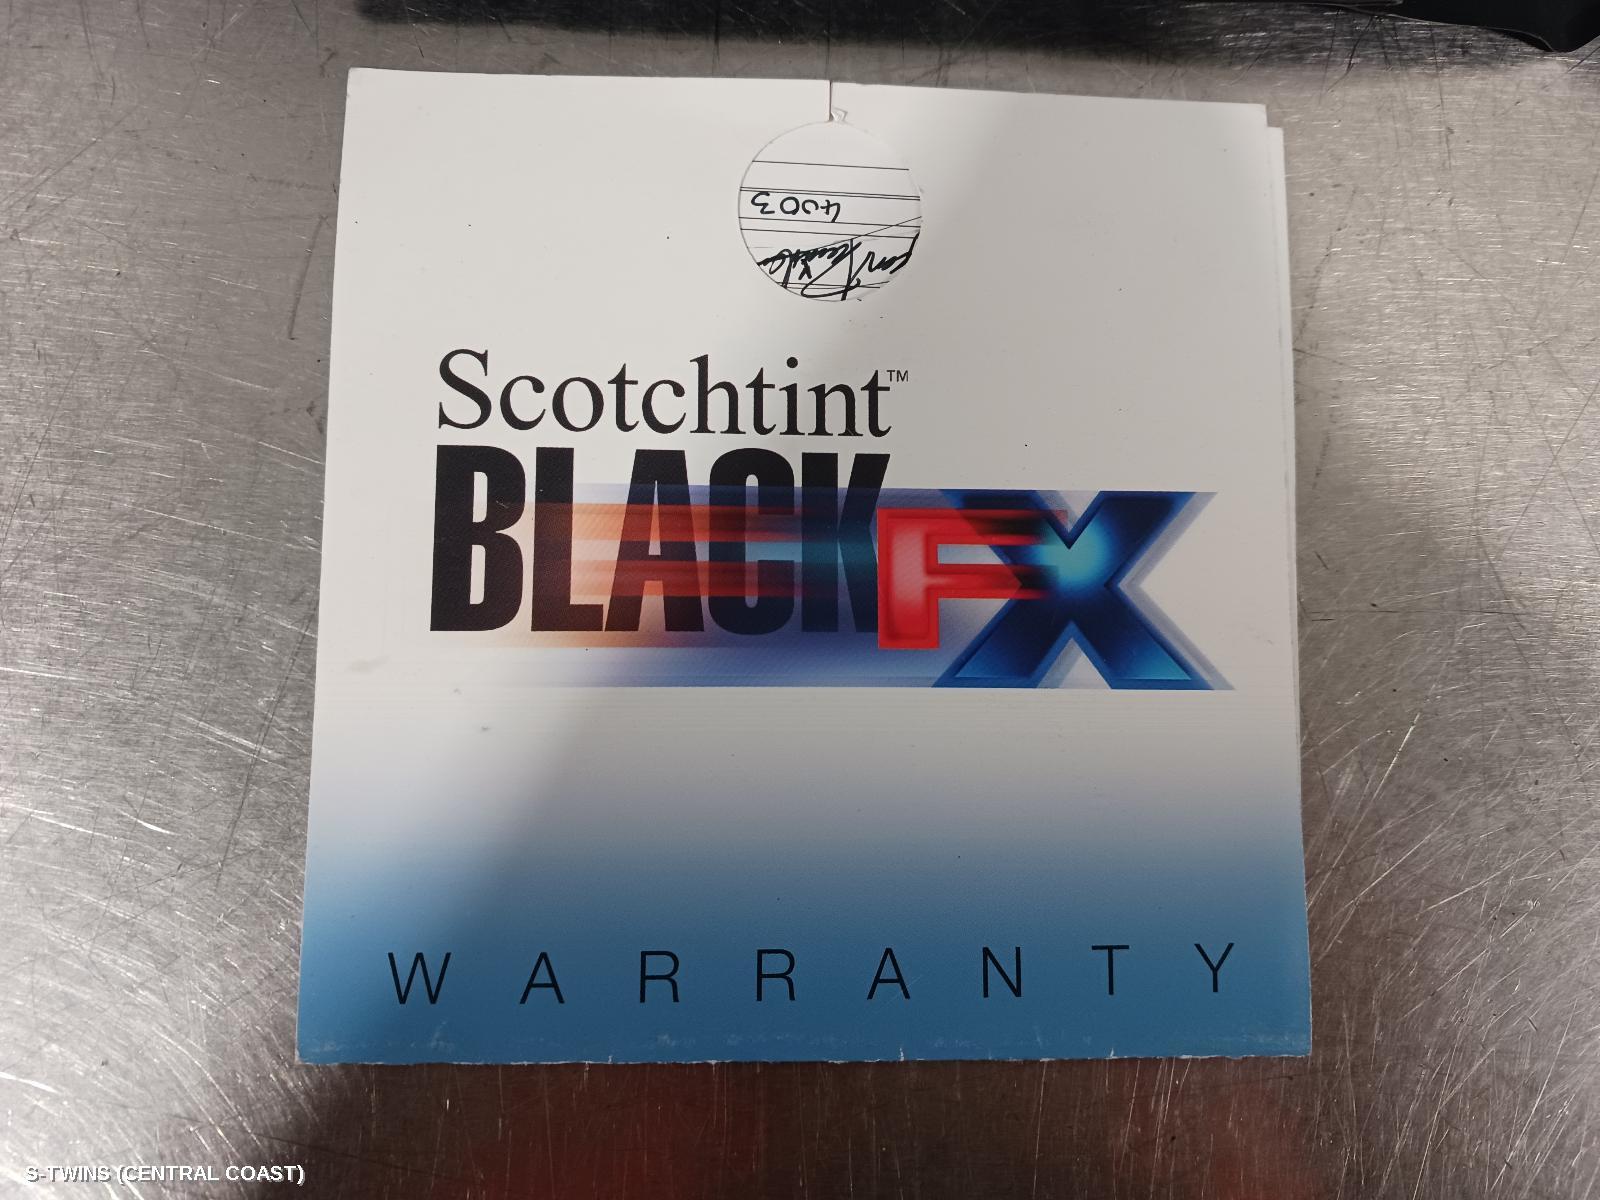 4003
Scotchtint™
BLACK FX
WARRANTY
S-TWINS (CENTRAL COAST)